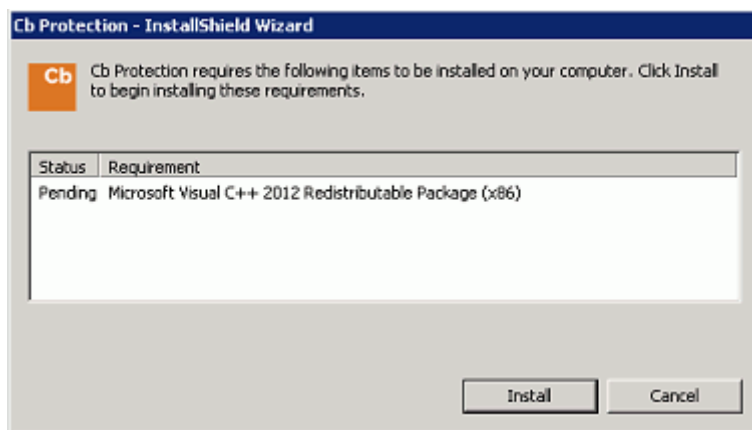 Cb Protection - InstallShield Wizard
Cb
Cb Protection requires the following items to be installed on your computer. Click Install
to begin installing these requirements.
Status Requirement
Pending Microsoft Visual C++ 2012 Redistributable Package (x86)
Install Cancel